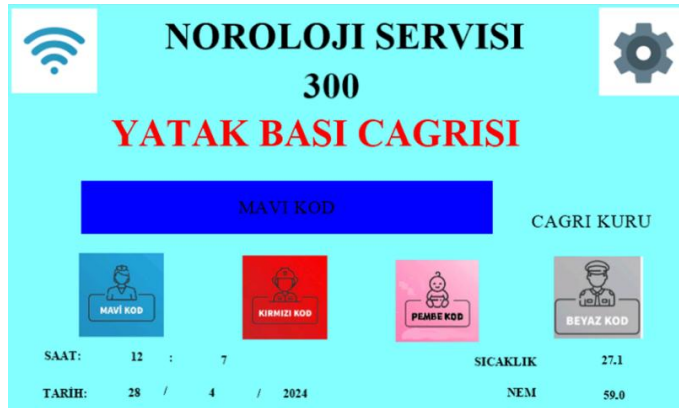 NOROLOJI SERVISI
300
YATAK BASI CAGRISI
MAVI KOD
CAGRI KURU
MAVİ KOD
KIRMIZI KOD
PEMBE KOD
BEYAZ KOD
SAAT: 12 : 7
SICAKLIK 27.1
TARİH: 28 / 4 / 2024
NEM 59.0